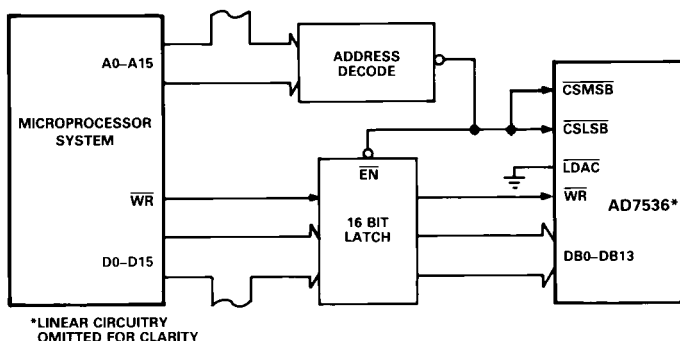 A0–A15
ADDRESS
DECODE
MICROPROCESSOR
SYSTEM
CSMSB
CSLSB
EN
LDAC
WR
WR
AD7536*
16 BIT
LATCH
D0–D15
DB0–DB13
*LINEAR CIRCUITRY
OMITTED FOR CLARITY